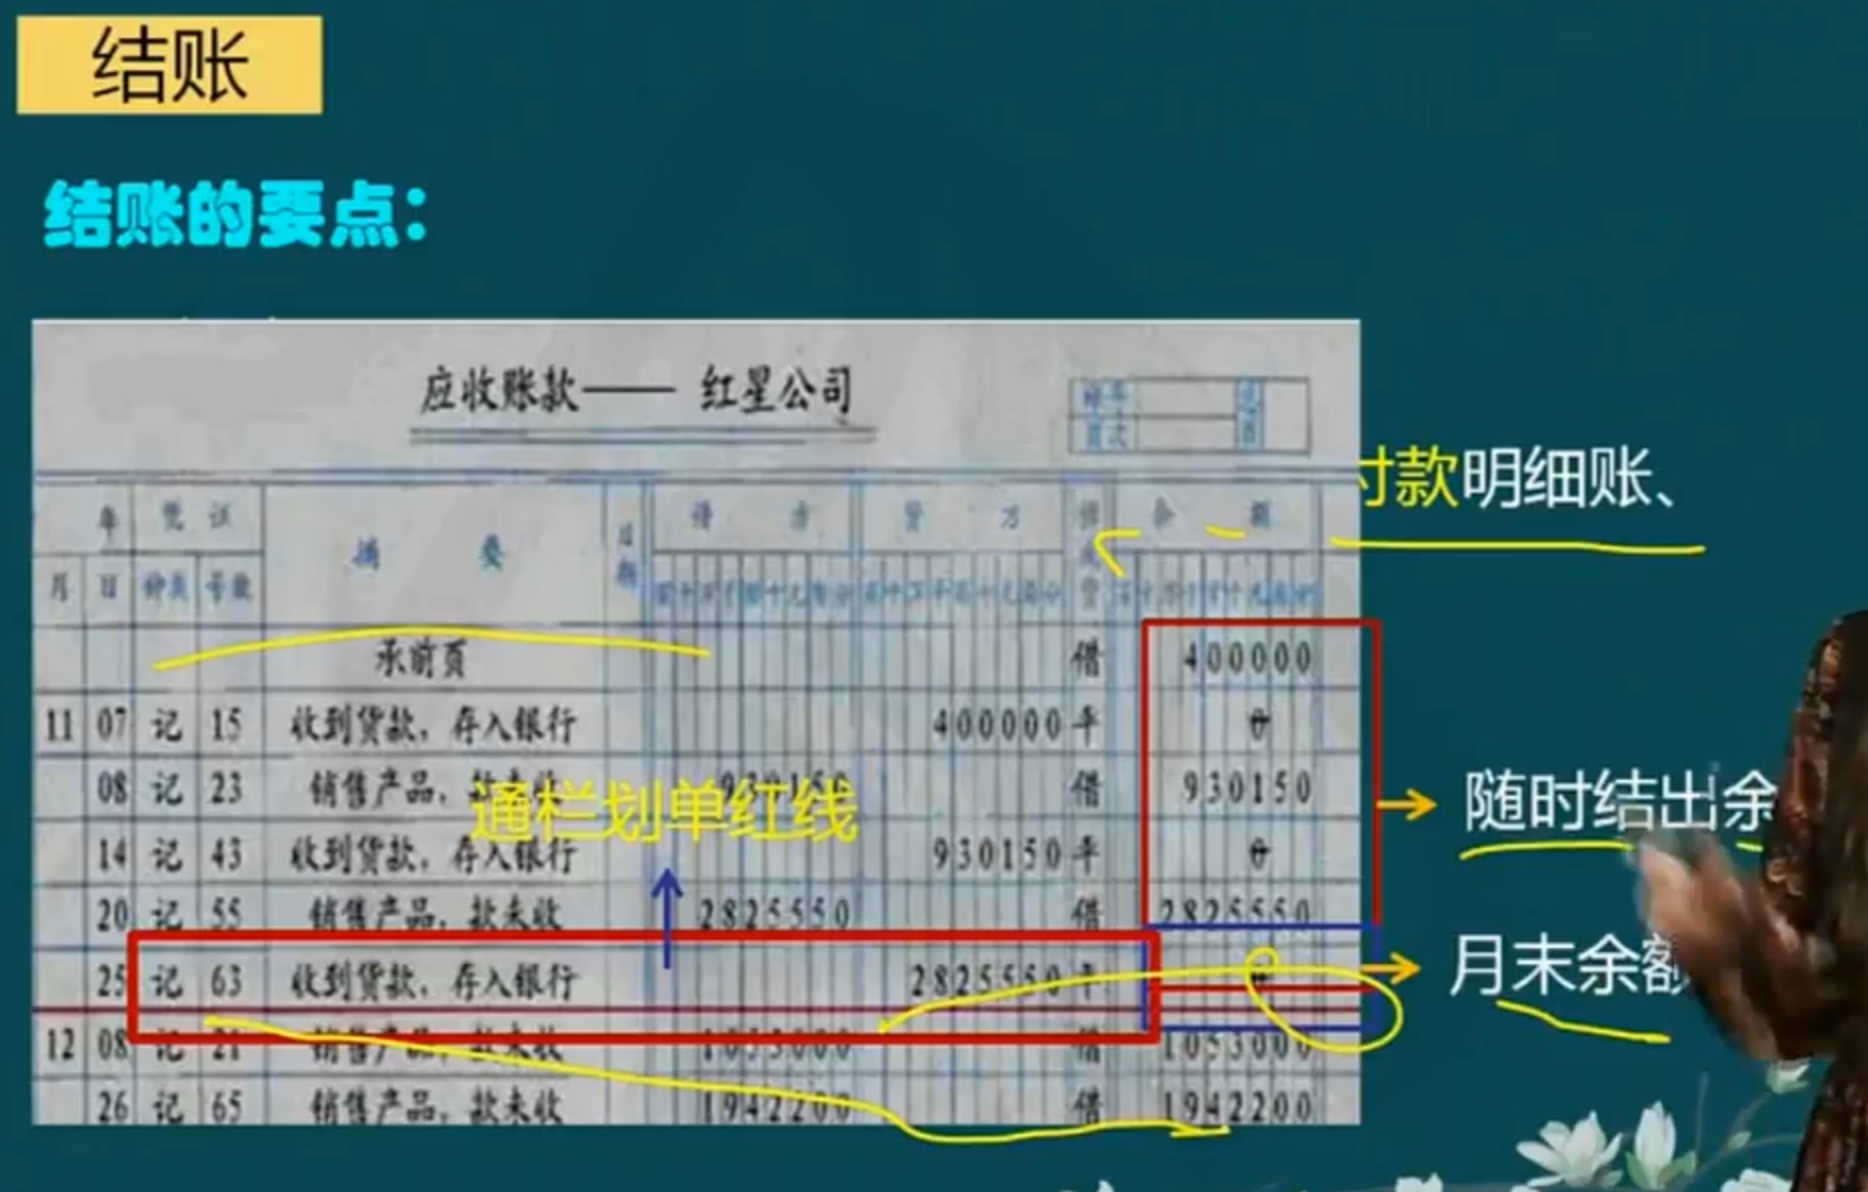 结账
结账的要点：
应收账款—— 红星公司
付款明细账、
年 凭证 摘要 日期 借方 贷方 借或贷 余额
月 日 种类 号数
承前页 借 400000
11 07 记 15 收到货款，存入银行 400000 平 0
08 记 23 销售产品，款未收 930150 借 930150
通栏划单红线
随时结出余
14 记 43 收到货款，存入银行 930150 平 0
20 记 55 销售产品，款未收 2825550 借 2825550
25 记 63 收到货款，存入银行 2825550 平 0
月末余额
12 08 记 21 销售产品，款未收 1053000 借 1053000
26 记 65 销售产品，款未收 1942200 借 1942200